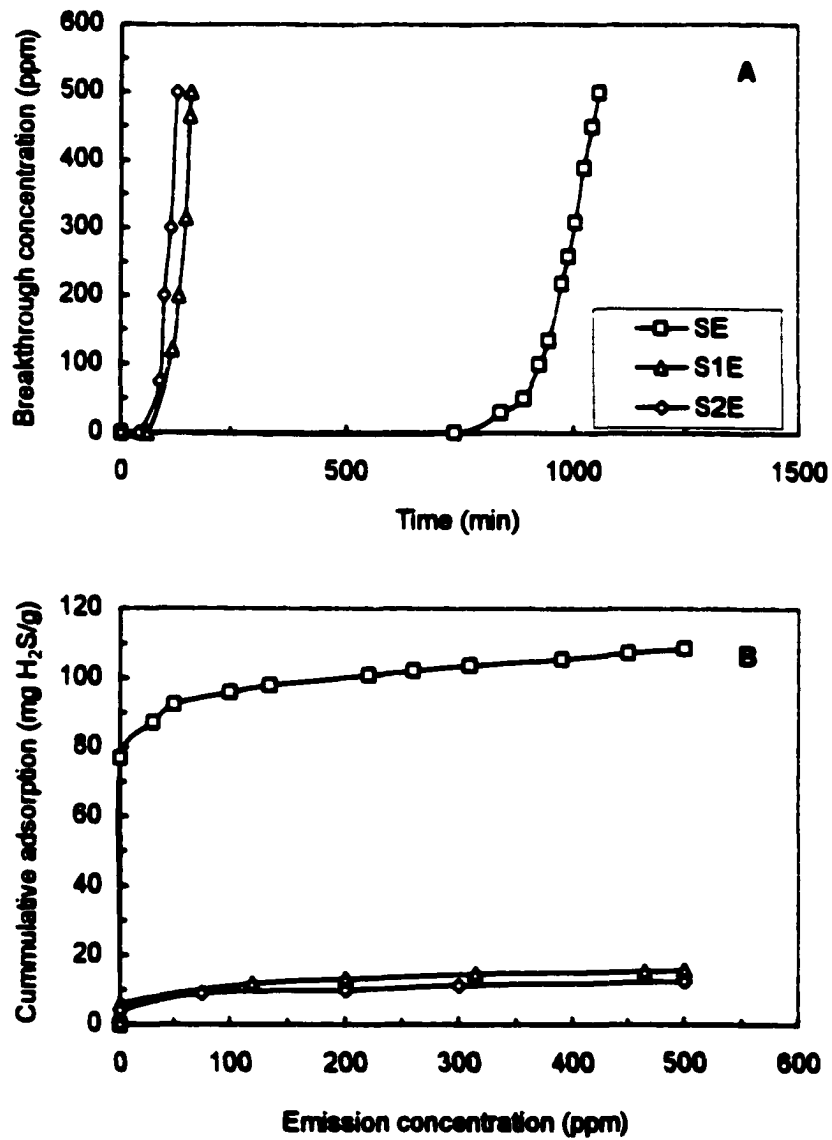 600
500
400
300
200
100
0
Breakthrough concentration (ppm)
A
SE
S1E
S2E
0 500 1000 1500
Time (min)
120
100
80
60
40
20
0
Cummulative adsorption (mg H₂S/g)
B
0 100 200 300 400 500 600
Emission concentration (ppm)